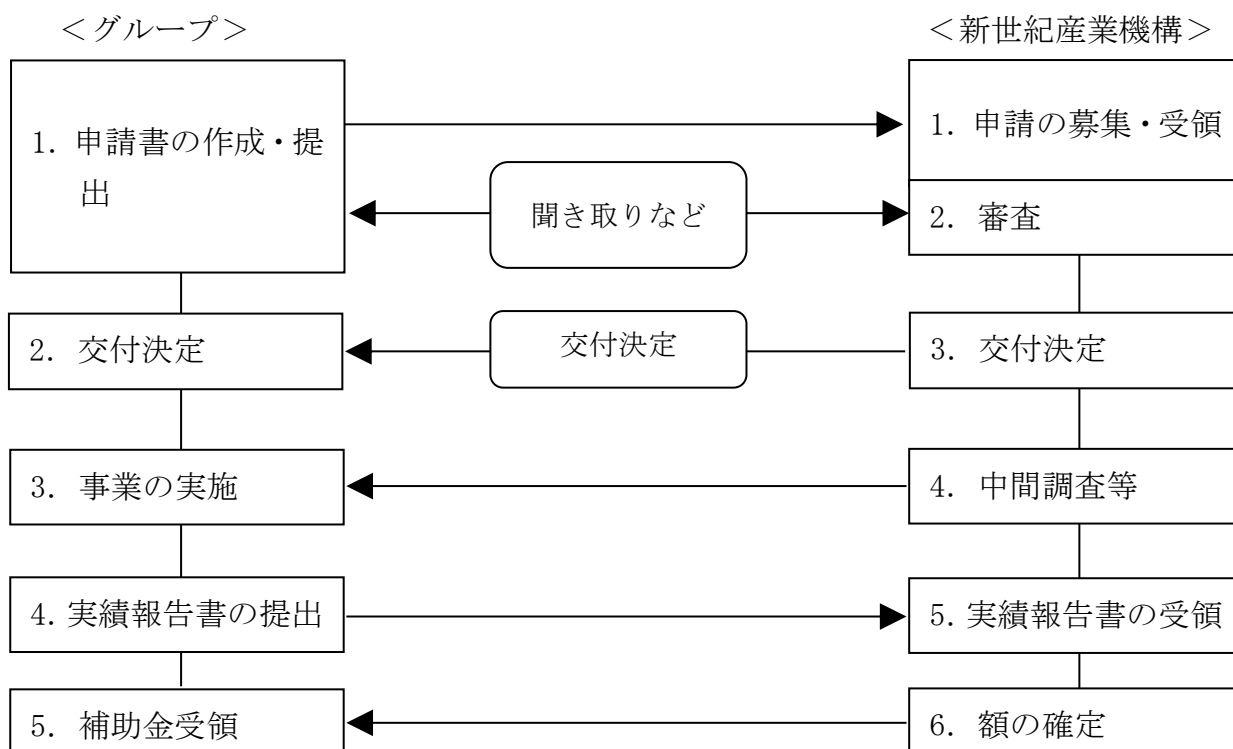 ＜グループ＞
＜新世紀産業機構＞
1. 申請書の作成・提
出
1. 申請の募集・受領
聞き取りなど
2. 審査
2. 交付決定
交付決定
3. 交付決定
3. 事業の実施
4. 中間調査等
4. 実績報告書の提出
5. 実績報告書の受領
5. 補助金受領
6. 額の確定